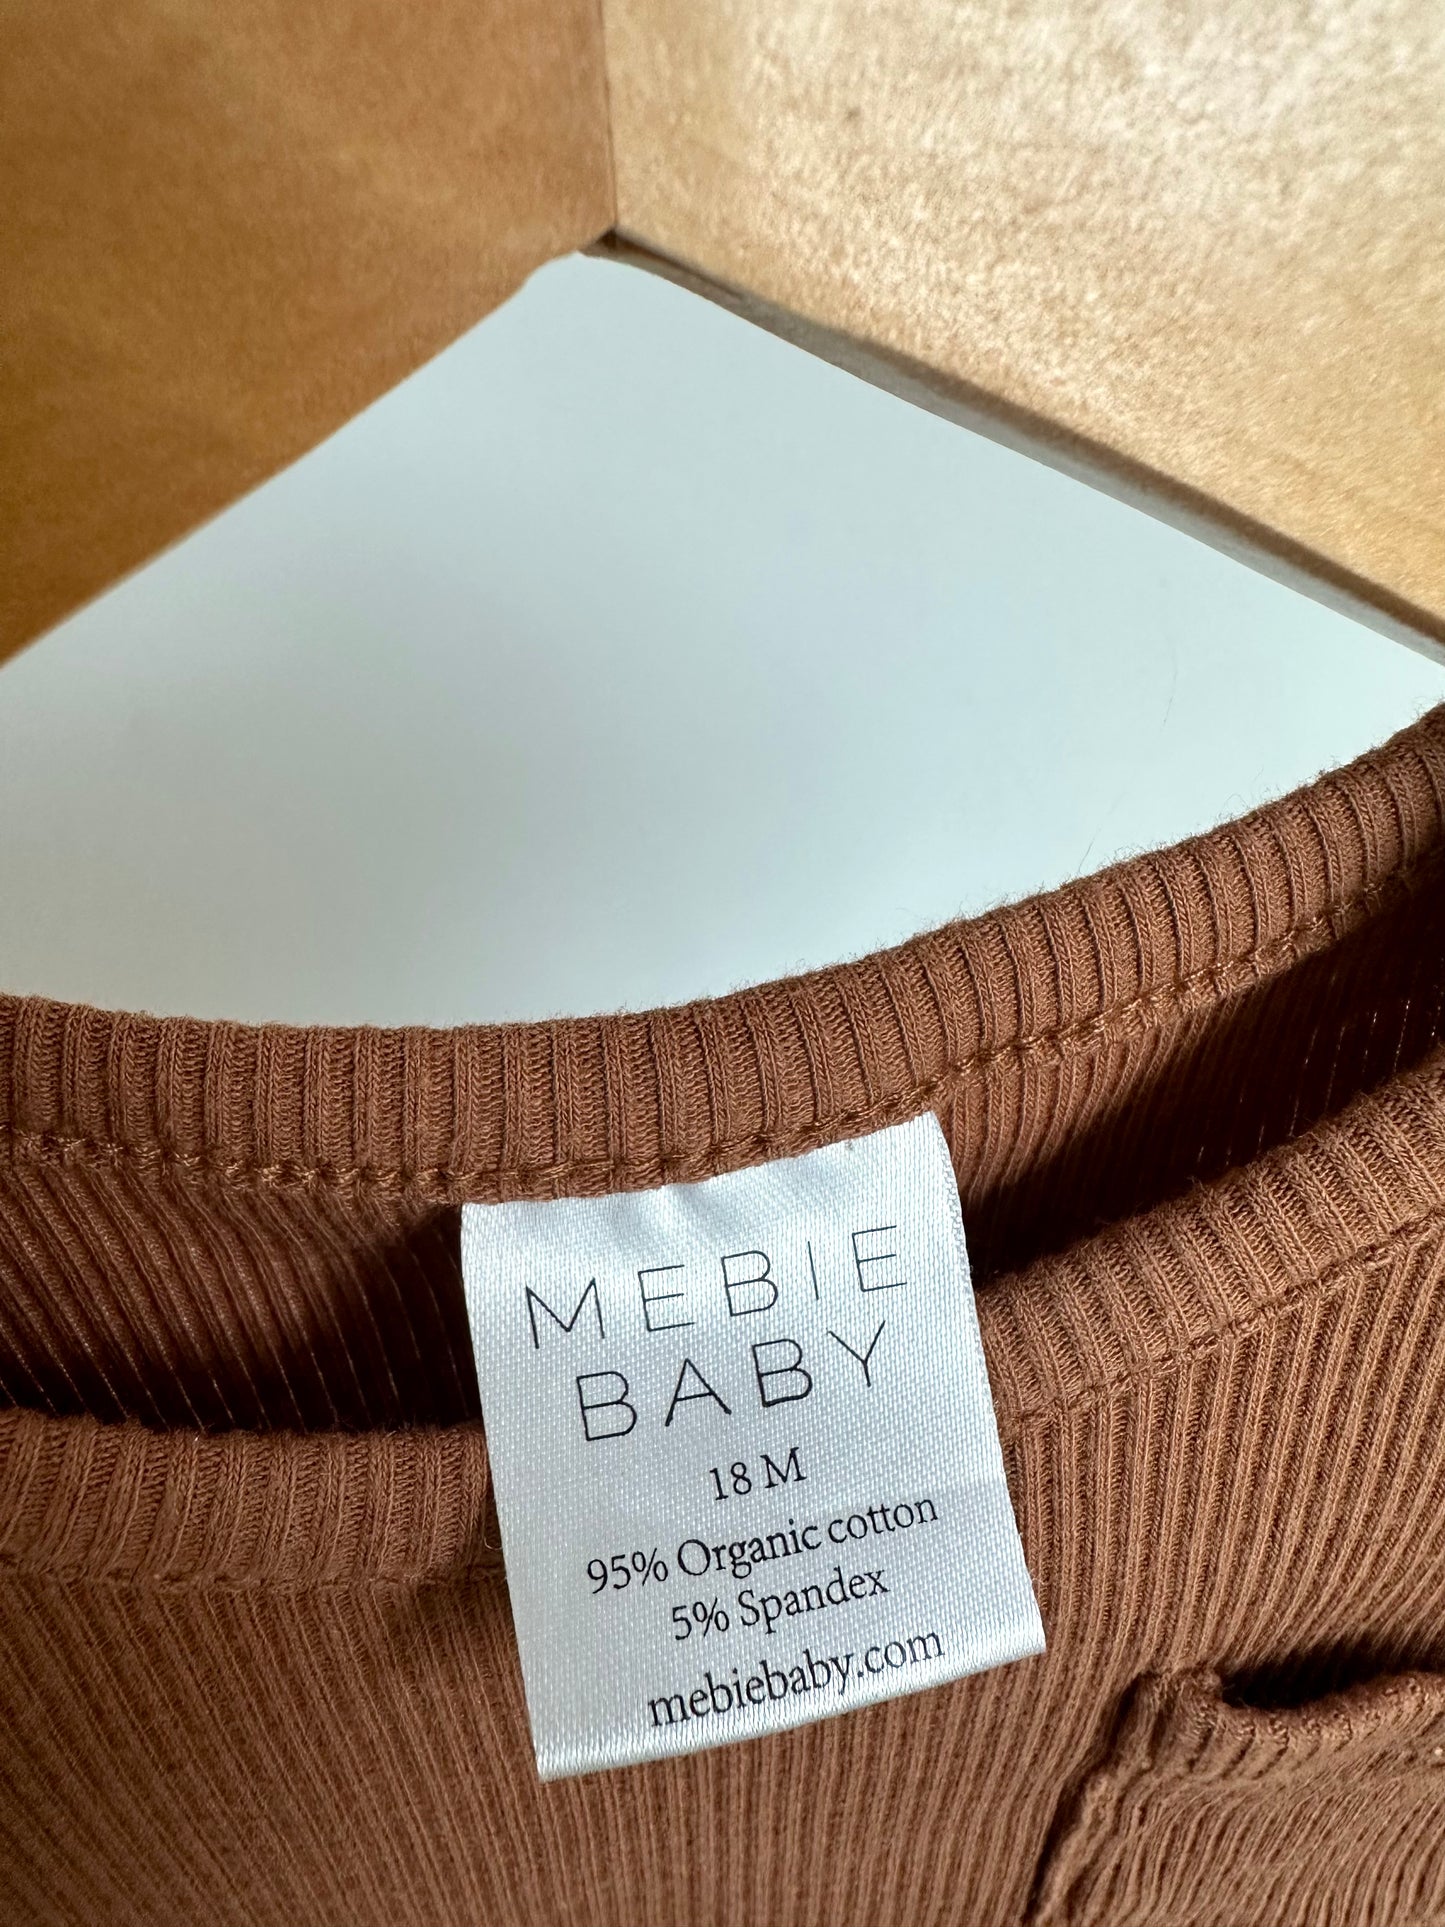 MEBIE
BABY
18 M
95% Organic cotton
5% Spandex
mebiebaby.com